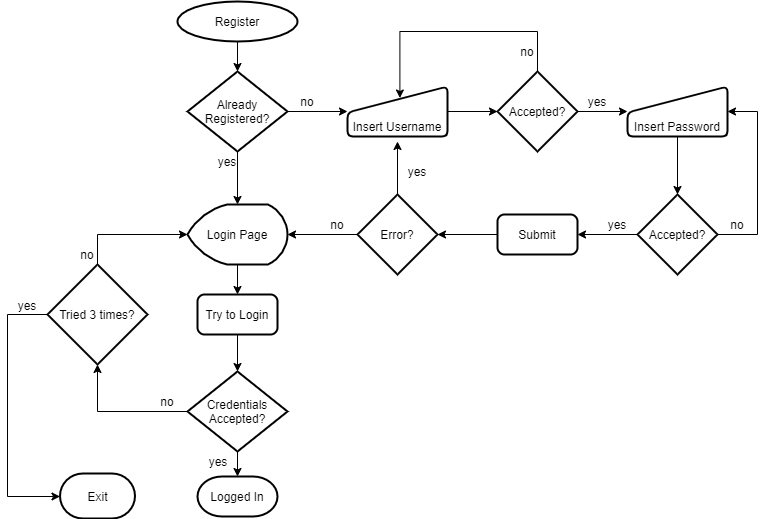 Register
no
Already
Registered?
no
Insert Username
Accepted?
yes
Insert Password
yes
yes
Login Page
no
Error?
Submit
yes
Accepted?
no
no
yes
Tried 3 times?
Try to Login
no
Credentials
Accepted?
yes
Exit
Logged In